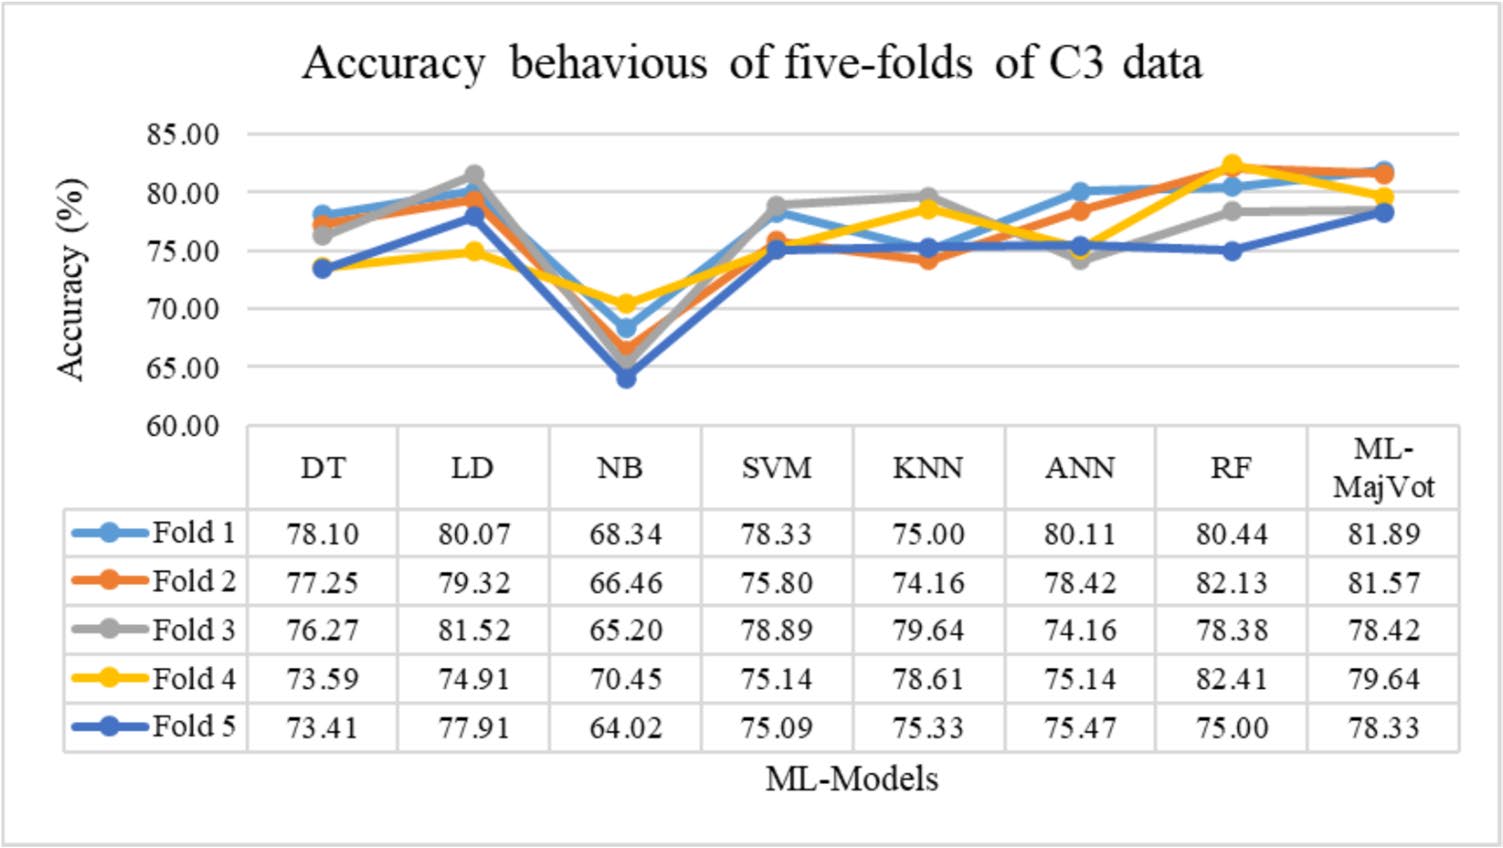 Accuracy behavious of five-folds of C3 data
Accuracy (%)
85.00
80.00
75.00
70.00
65.00
60.00
DT LD NB SVM KNN ANN RF ML-
MajVot
Fold 1 78.10 80.07 68.34 78.33 75.00 80.11 80.44 81.89
Fold 2 77.25 79.32 66.46 75.80 74.16 78.42 82.13 81.57
Fold 3 76.27 81.52 65.20 78.89 79.64 74.16 78.38 78.42
Fold 4 73.59 74.91 70.45 75.14 78.61 75.14 82.41 79.64
Fold 5 73.41 77.91 64.02 75.09 75.33 75.47 75.00 78.33
ML-Models